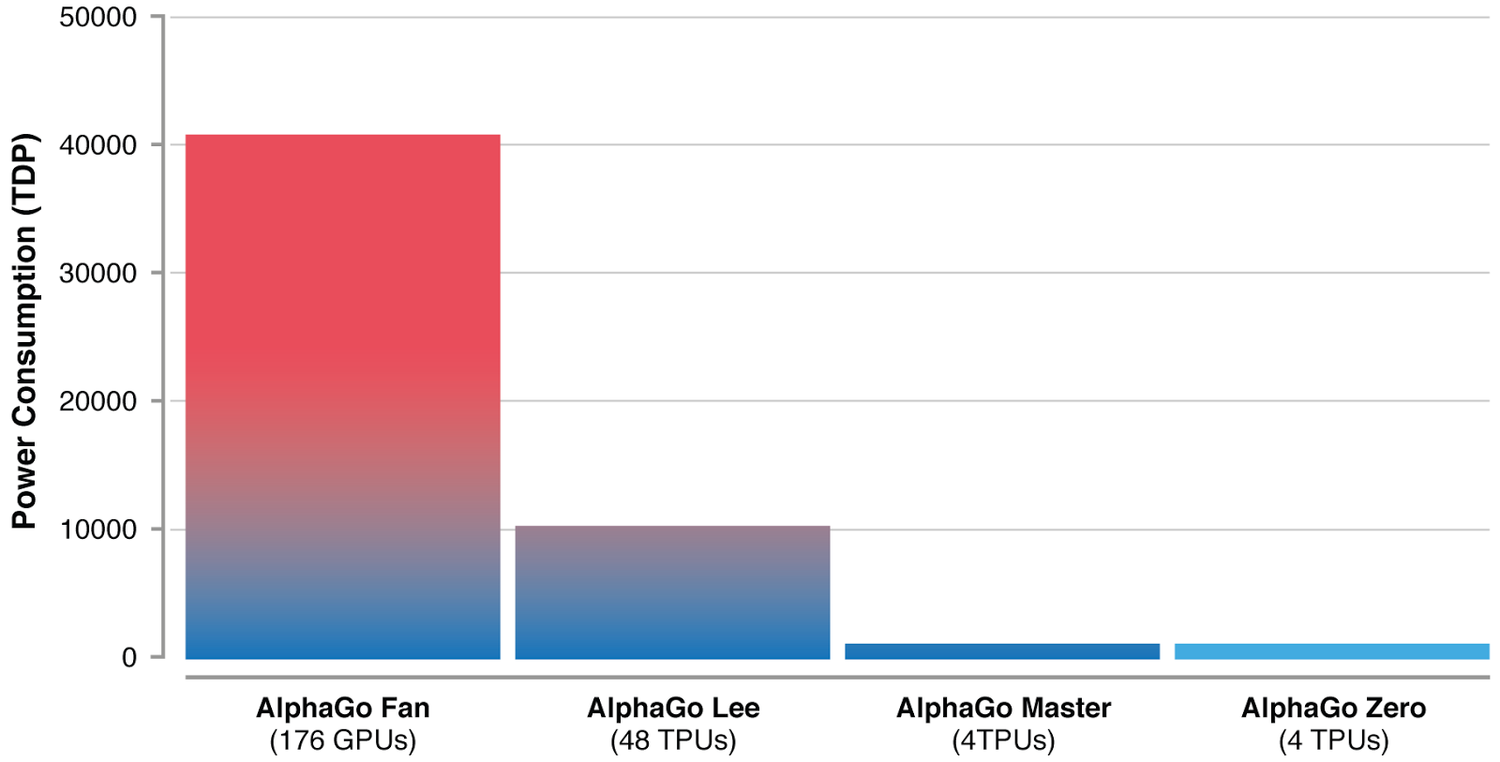 Power Consumption (TDP)
50000
40000
30000
20000
10000
0
AlphaGo Fan
(176 GPUs)
AlphaGo Lee
(48 TPUs)
AlphaGo Master
(4TPUs)
AlphaGo Zero
(4 TPUs)